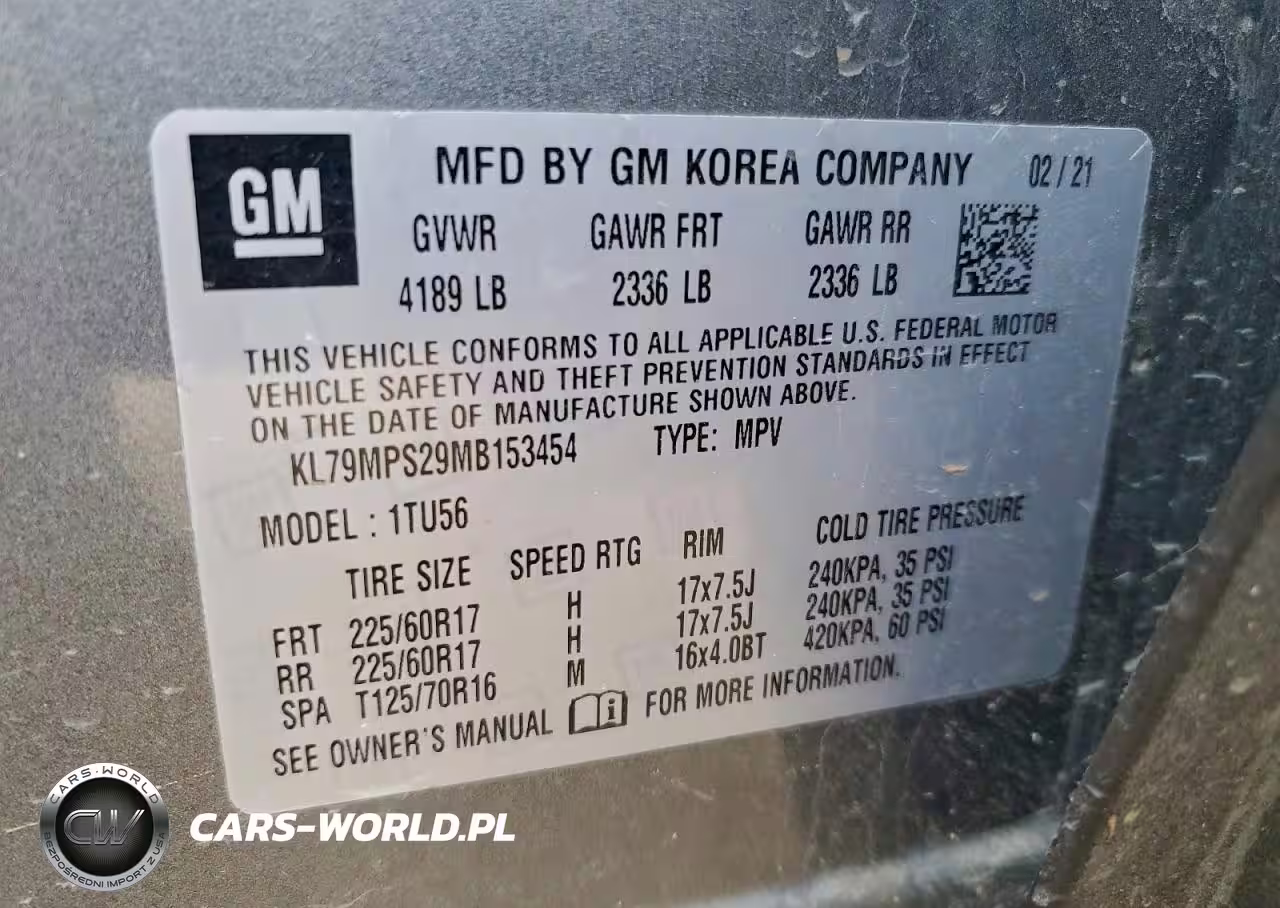 GM
MFD BY GM KOREA COMPANY 02/21
GVWR GAWR FRT GAWR RR
4189 LB 2336 LB 2336 LB
THIS VEHICLE CONFORMS TO ALL APPLICABLE U.S. FEDERAL MOTOR
VEHICLE SAFETY AND THEFT PREVENTION STANDARDS IN EFFECT
ON THE DATE OF MANUFACTURE SHOWN ABOVE.
KL79MPS29MB153454 TYPE: MPV
MODEL : 1TU56
TIRE SIZE SPEED RTG RIM COLD TIRE PRESSURE
FRT 225/60R17 H 17x7.5J 240KPA, 35 PSI
RR 225/60R17 H 17x7.5J 240KPA, 35 PSI
SPA T125/70R16 M 16x4.0BT 420KPA, 60 PSI
SEE OWNER'S MANUAL FOR MORE INFORMATION.
CARS-WORLD
CW
BEZPOŚREDNI IMPORT Z USA
CARS-WORLD.PL